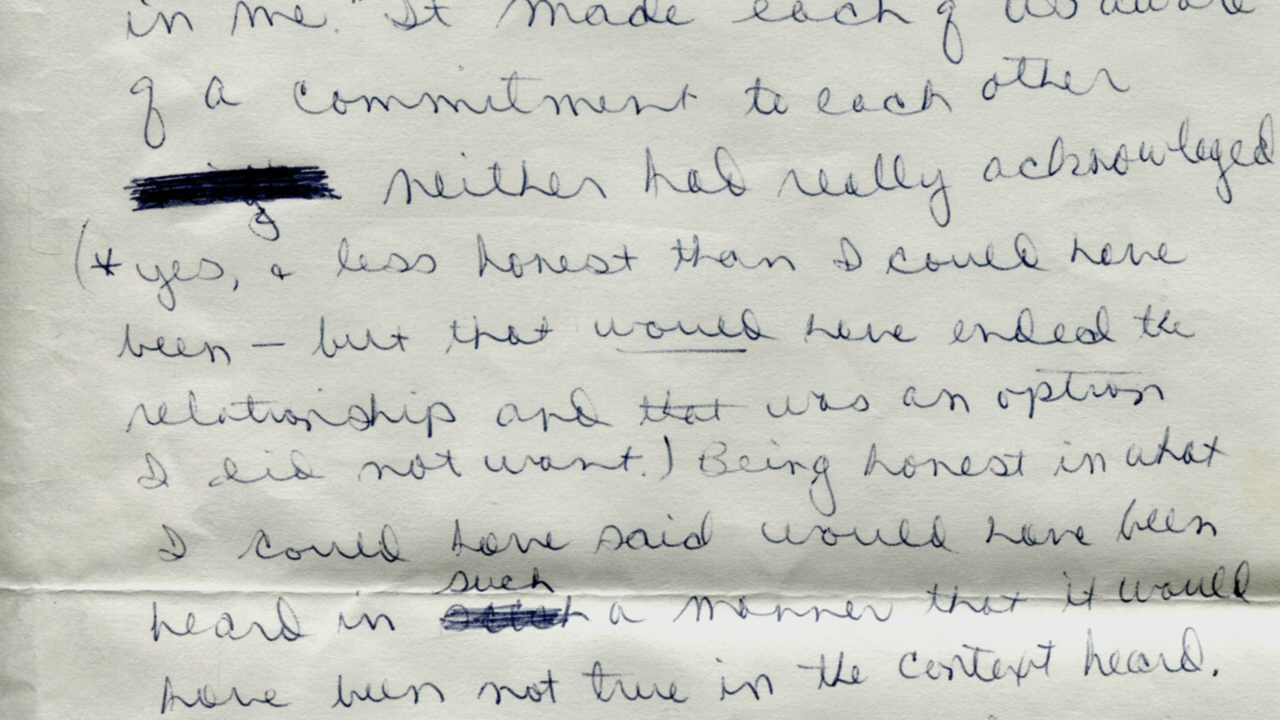 in me." It made each of us aware
of a commitment to each other
neither had really acknowleged
(* yes, & less honest than I could have
been — but that would have ended the
relationship and that was an option
I did not want.) Being honest in what
I could have said would have been
such
heard in a manner that it would
have been not true in the context heard.